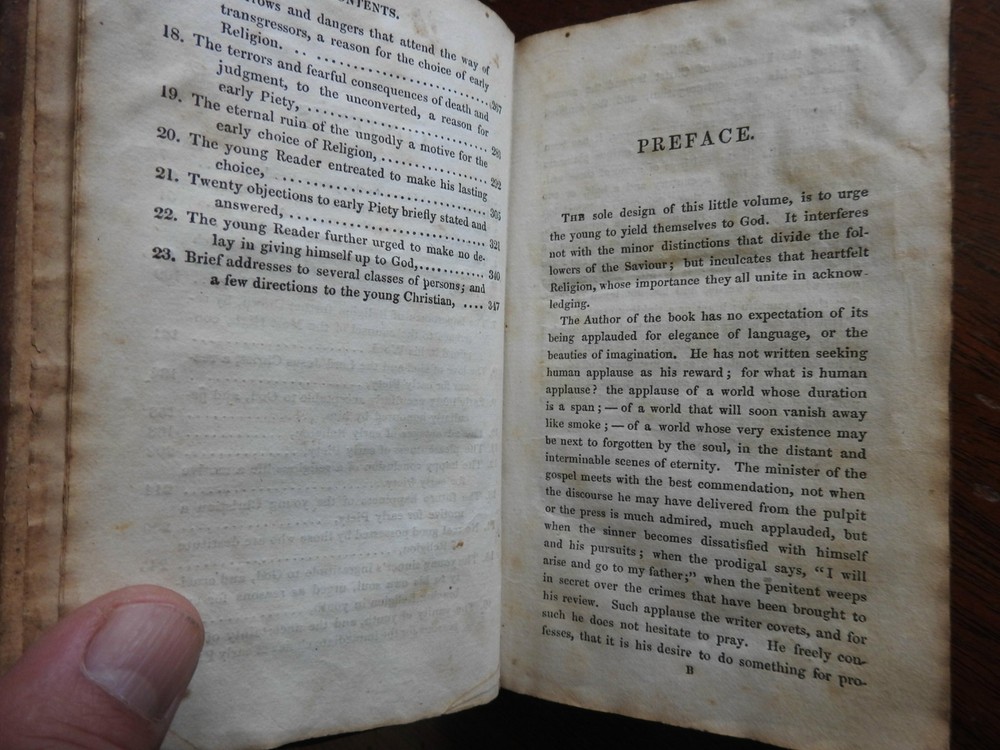 CONTENTS.
rows and dangers that attend the way of
transgressors, a reason for the choice of early
Religion. . . . . . . . . . . . . . . . . . . . . . . . . 267
18. The terrors and fearful consequences of death and
judgment, to the unconverted, a reason for
early Piety, . . . . . . . . . . . . . . . . . . . . . . 281
19. The eternal ruin of the ungodly a motive for the
early choice of Religion, . . . . . . . . . . . . . . 292
20. The young Reader entreated to make his lasting
choice, . . . . . . . . . . . . . . . . . . . . . . . . . . 305
21. Twenty objections to early Piety briefly stated and
answered, . . . . . . . . . . . . . . . . . . . . . . . . 321
22. The young Reader further urged to make no de-
lay in giving himself up to God, . . . . . . . . . . 340
23. Brief addresses to several classes of persons; and
a few directions to the young Christian, . . . . 347
PREFACE.
THE sole design of this little volume, is to urge
the young to yield themselves to God. It interferes
not with the minor distinctions that divide the fol-
lowers of the Saviour; but inculcates that heartfelt
Religion, whose importance they all unite in acknow-
ledging.
The Author of the book has no expectation of its
being applauded for elegance of language, or the
beauties of imagination. He has not written seeking
human applause as his reward; for what is human
applause? the applause of a world whose duration
is a span; — of a world that will soon vanish away
like smoke; — of a world whose very existence may
be next to forgotten by the soul, in the distant and
interminable scenes of eternity. The minister of the
gospel meets with the best commendation, not when
the discourse he may have delivered from the pulpit
or the press is much admired, much applauded, but
when the sinner becomes dissatisfied with himself
and his pursuits; when the prodigal says, "I will
arise and go to my father;" when the penitent weeps
in secret over the crimes that have been brought to
his review. Such applause the writer covets, and for
such he does not hesitate to pray. He freely con-
fesses, that it is his desire to do something for pro-
B